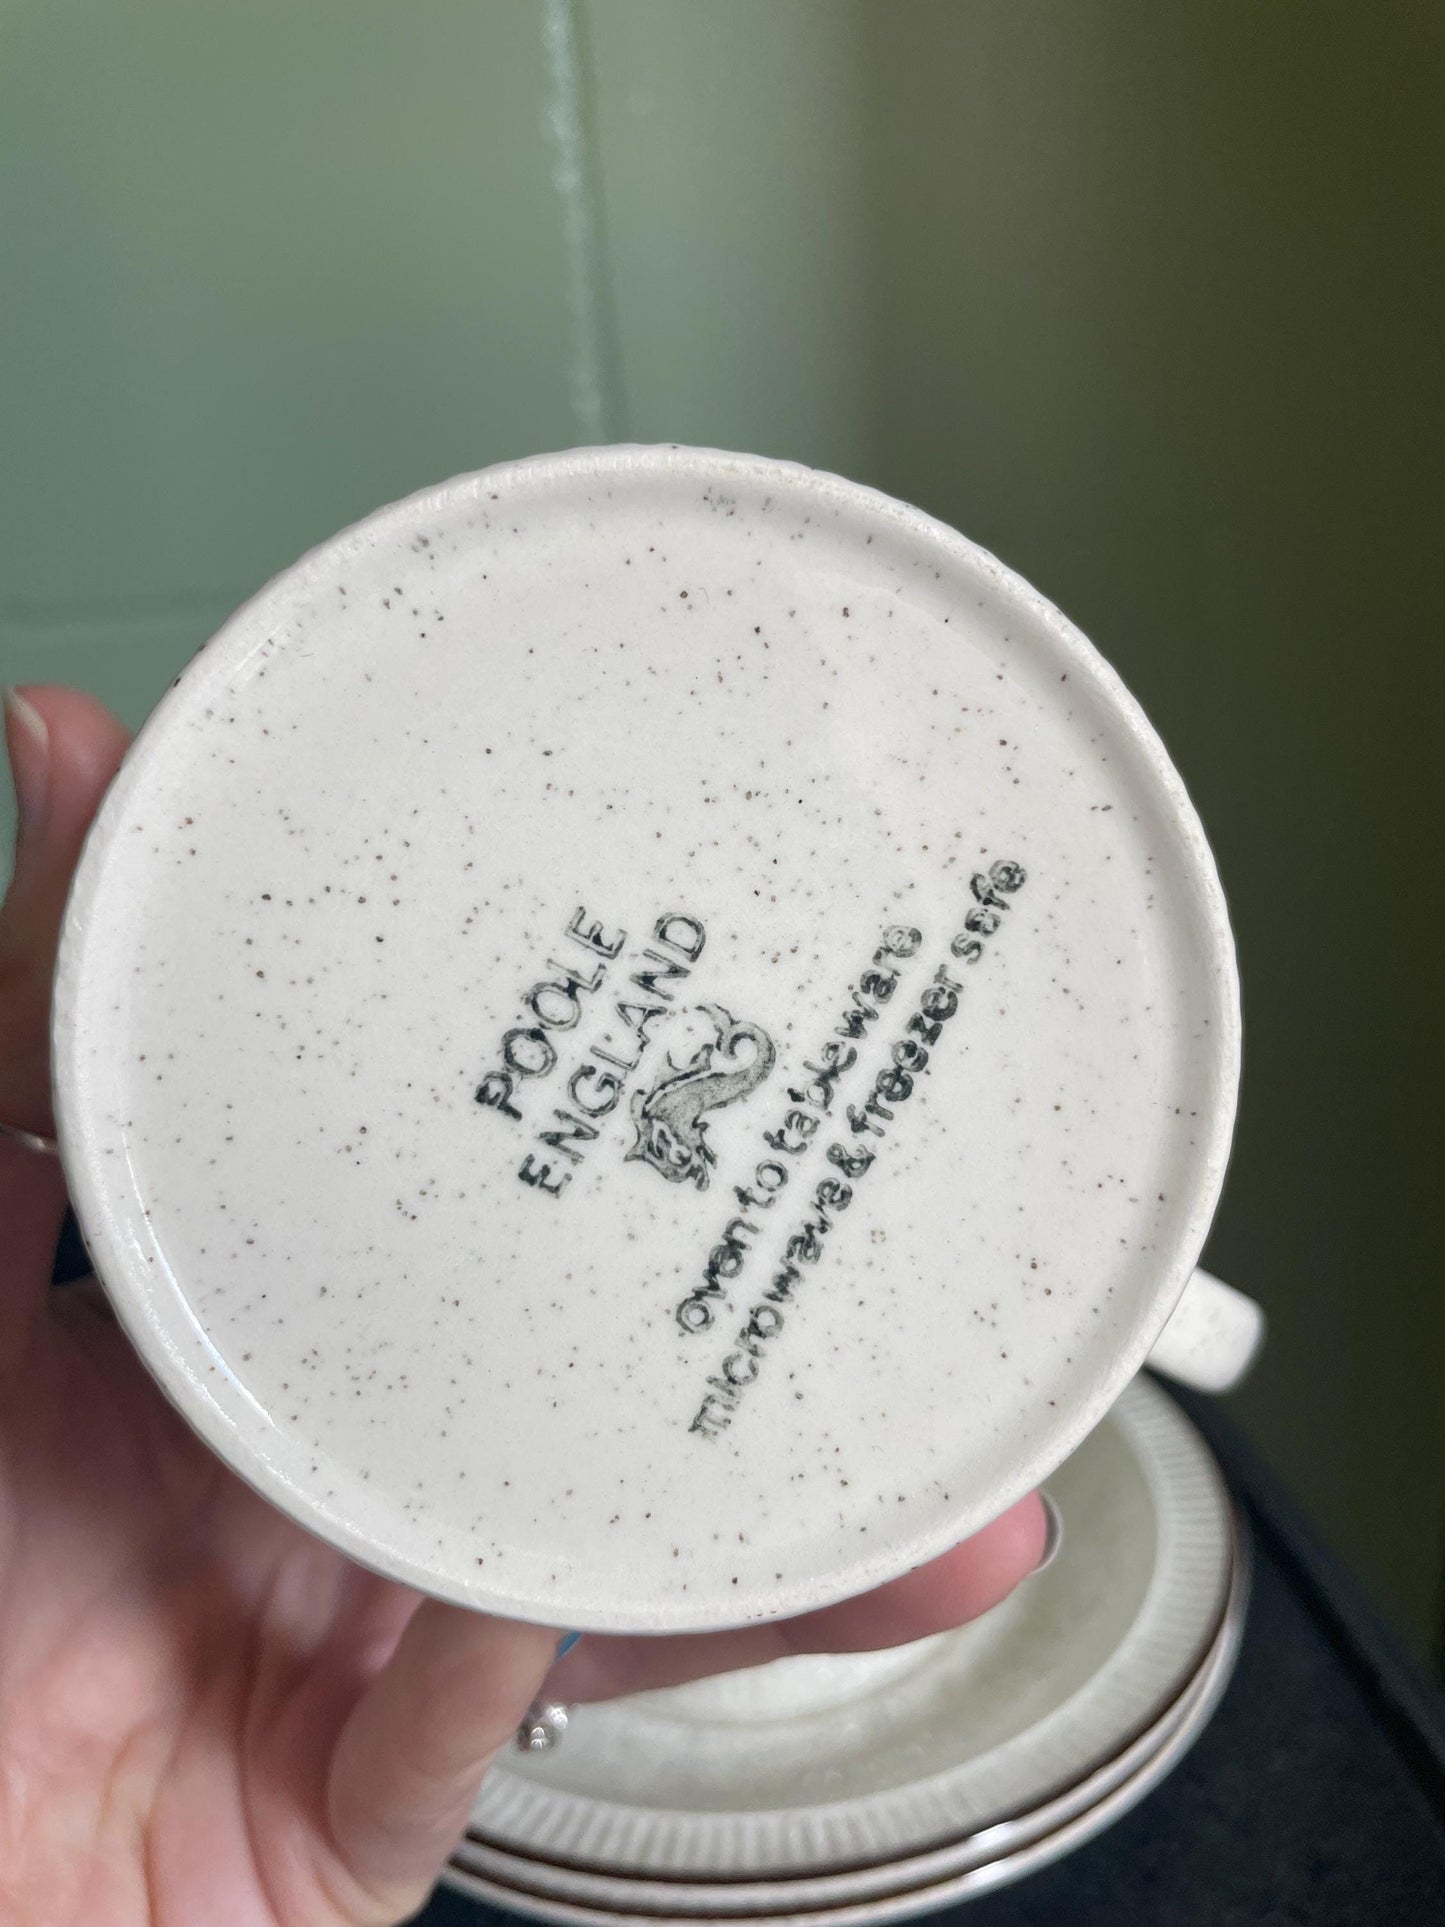 POOLE
ENGLAND
oven to tableware
microwave & freezer safe